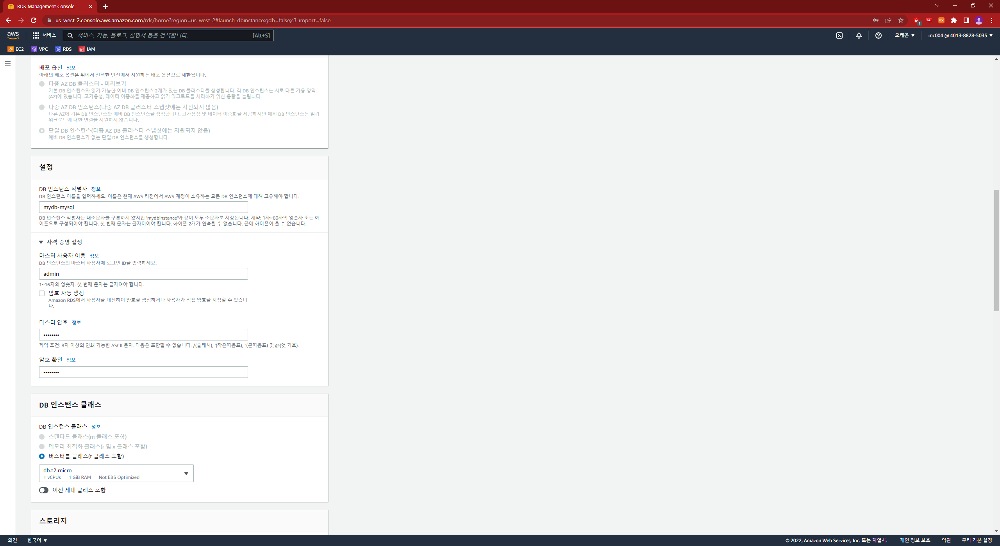 RDS Management Console
us-west-2.console.aws.amazon.com/rds/home?region=us-west-2#launch-dbinstance:gdb=false;s3-import=false
1
EX
aws
서비스
서비스, 기능, 블로그, 설명서 등을 검색합니다.
[Alt+S]
오레곤
mc004 @ 4013-8828-5035
EC2
VPC
RDS
IAM
배포 옵션 정보
아래의 배포 옵션은 위에서 선택한 엔진에서 지원하는 배포 옵션으로 제한됩니다.
다중 AZ DB 클러스터 - 미리보기
기본 DB 인스턴스와 읽기 가능한 예비 DB 인스턴스 2개가 있는 DB 클러스터를 생성합니다. 각 DB 인스턴스는 서로 다른 가용 영역
(AZ)에 있습니다. 고가용성, 데이터 이중화를 제공하고 읽기 워크로드를 처리하기 위한 용량을 늘립니다.
다중 AZ DB 인스턴스(다중 AZ DB 클러스터 스냅샷에는 지원되지 않음)
다른 AZ에 기본 DB 인스턴스와 예비 DB 인스턴스를 생성합니다. 고가용성 및 데이터 이중화를 제공하지만 예비 DB 인스턴스는 읽기
워크로드에 대한 연결을 지원하지 않습니다.
단일 DB 인스턴스(다중 AZ DB 클러스터 스냅샷에는 지원되지 않음)
예비 DB 인스턴스가 없는 단일 DB 인스턴스를 생성합니다.
설정
DB 인스턴스 식별자 정보
DB 인스턴스 이름을 입력하세요. 이름은 현재 AWS 리전에서 AWS 계정이 소유하는 모든 DB 인스턴스에 대해 고유해야 합니다.
mydb-mysql
DB 인스턴스 식별자는 대소문자를 구분하지 않지만 'mydbinstance'와 같이 모두 소문자로 저장됩니다. 제약: 1자~60자의 영숫자 또는 하
이픈으로 구성되어야 합니다. 첫 번째 문자는 글자이어야 합니다. 하이픈 2개가 연속될 수 없습니다. 끝에 하이픈이 올 수 없습니다.
자격 증명 설정
마스터 사용자 이름 정보
DB 인스턴스의 마스터 사용자에 로그인 ID를 입력하세요.
admin
1~16자의 영숫자. 첫 번째 문자는 글자여야 합니다.
암호 자동 생성
Amazon RDS에서 사용자를 대신하여 암호를 생성하거나 사용자가 직접 암호를 지정할 수 있습니
다.
마스터 암호 정보
••••••••
제약 조건: 8자 이상의 인쇄 가능한 ASCII 문자. 다음은 포함할 수 없습니다. /(슬래시), '(작은따옴표), "(큰따옴표) 및 @(앳 기호).
암호 확인 정보
••••••••
DB 인스턴스 클래스
DB 인스턴스 클래스 정보
스탠다드 클래스(m 클래스 포함)
메모리 최적화 클래스(r 및 x 클래스 포함)
버스터블 클래스(t 클래스 포함)
db.t2.micro
1 vCPUs 1 GiB RAM Not EBS Optimized
이전 세대 클래스 포함
스토리지
의견
한국어
© 2022, Amazon Web Services, Inc. 또는 계열사.
개인 정보 보호
약관
쿠키 기본 설정